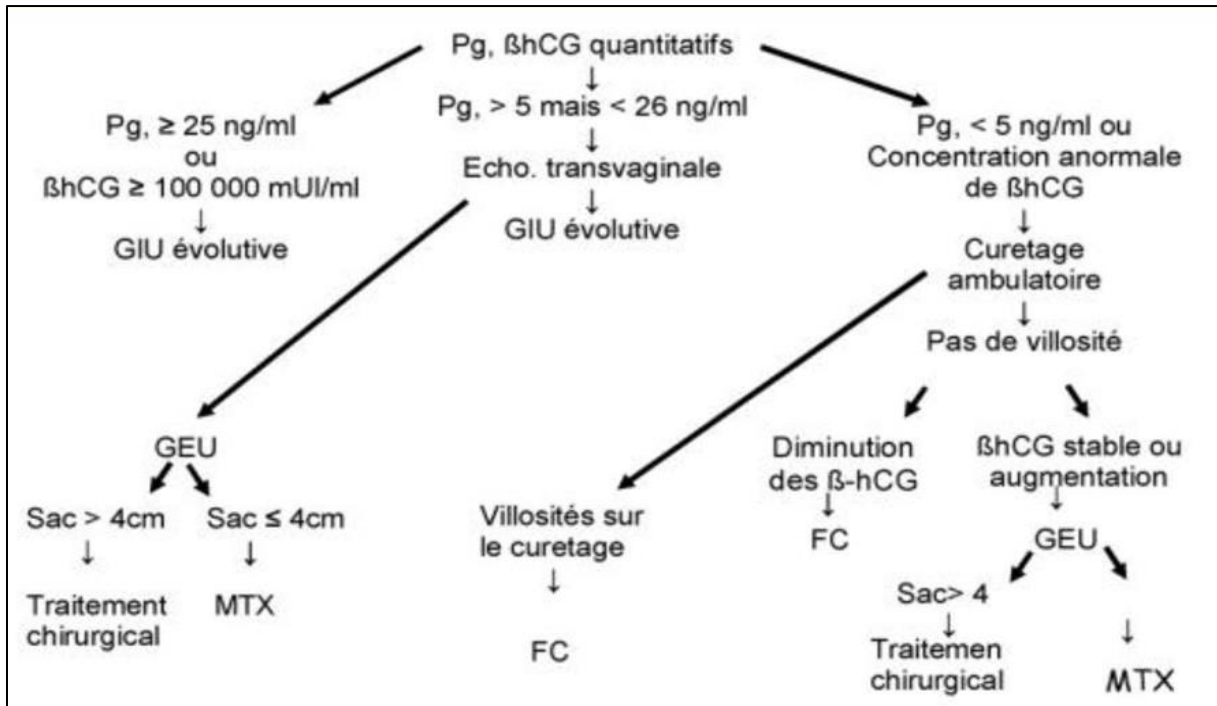 Pg, ßhCG quantitatifs
Pg, ≥ 25 ng/ml
ou
ßhCG ≥ 100 000 mUI/ml
GIU évolutive
Pg, > 5 mais < 26 ng/ml
Echo. transvaginale
GIU évolutive
Pg, < 5 ng/ml ou
Concentration anormale
de ßhCG
Curetage
ambulatoire
Pas de villosité
GEU
Sac > 4cm
Traitement
chirurgical
Sac ≤ 4cm
MTX
Villosités sur
le curetage
FC
Diminution
des ß-hCG
FC
ßhCG stable ou
augmentation
GEU
Sac> 4
Traitemen
chirurgical
MTX